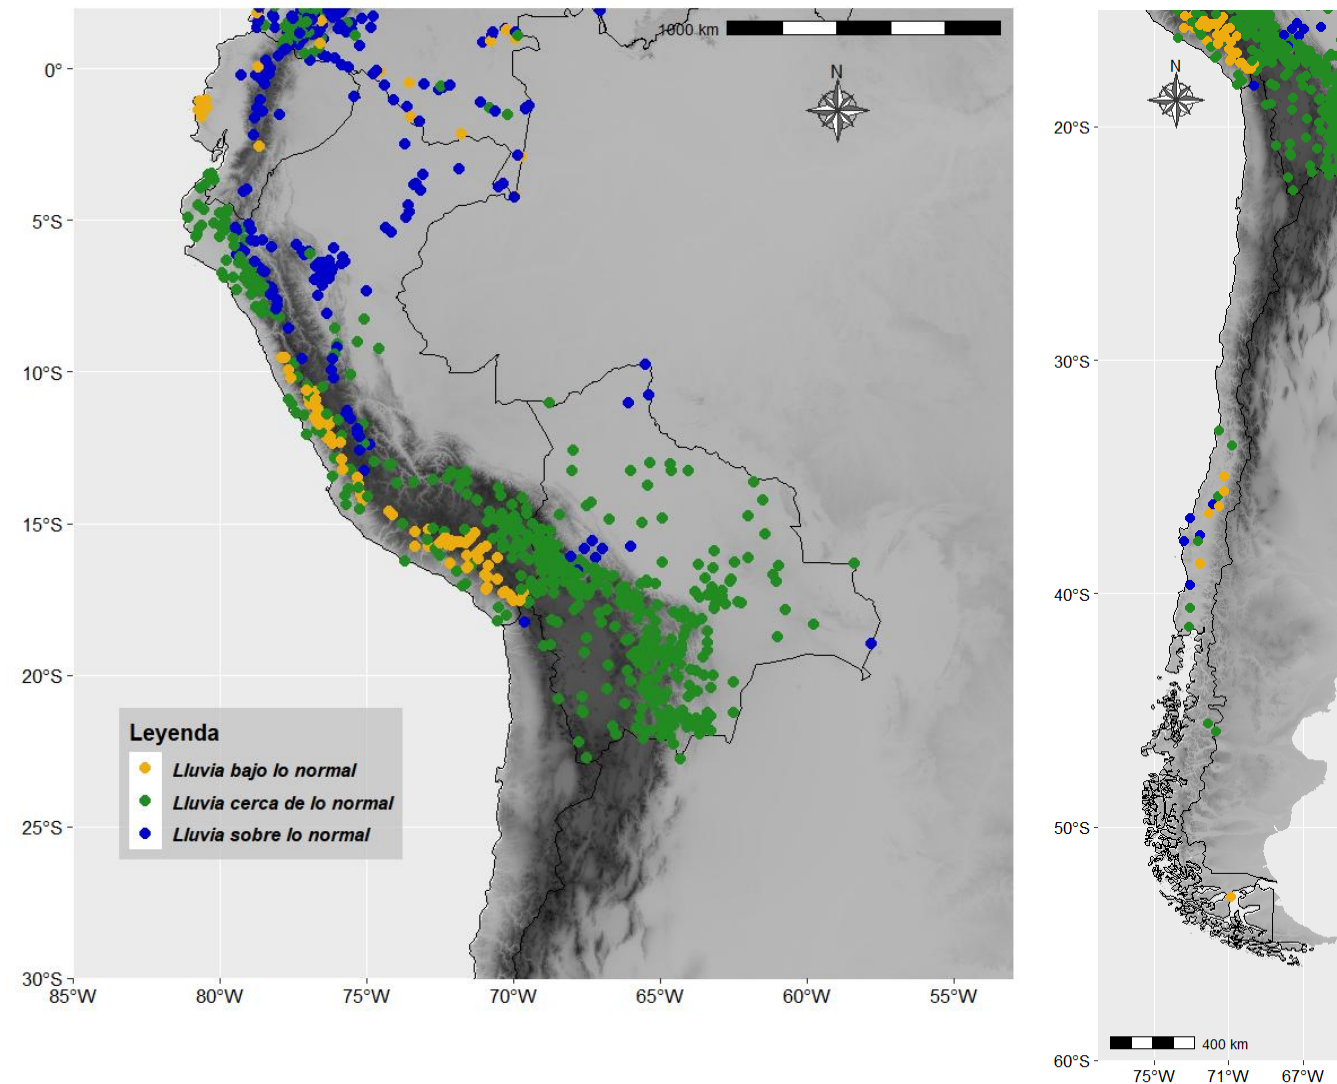 1000 km
N
0°
5°S
10°S
15°S
20°S
25°S
30°S
85°W
80°W
75°W
70°W
65°W
60°W
55°W
Leyenda
Lluvia bajo lo normal
Lluvia cerca de lo normal
Lluvia sobre lo normal
N
20°S
30°S
40°S
50°S
60°S
400 km
75°W
71°W
67°W